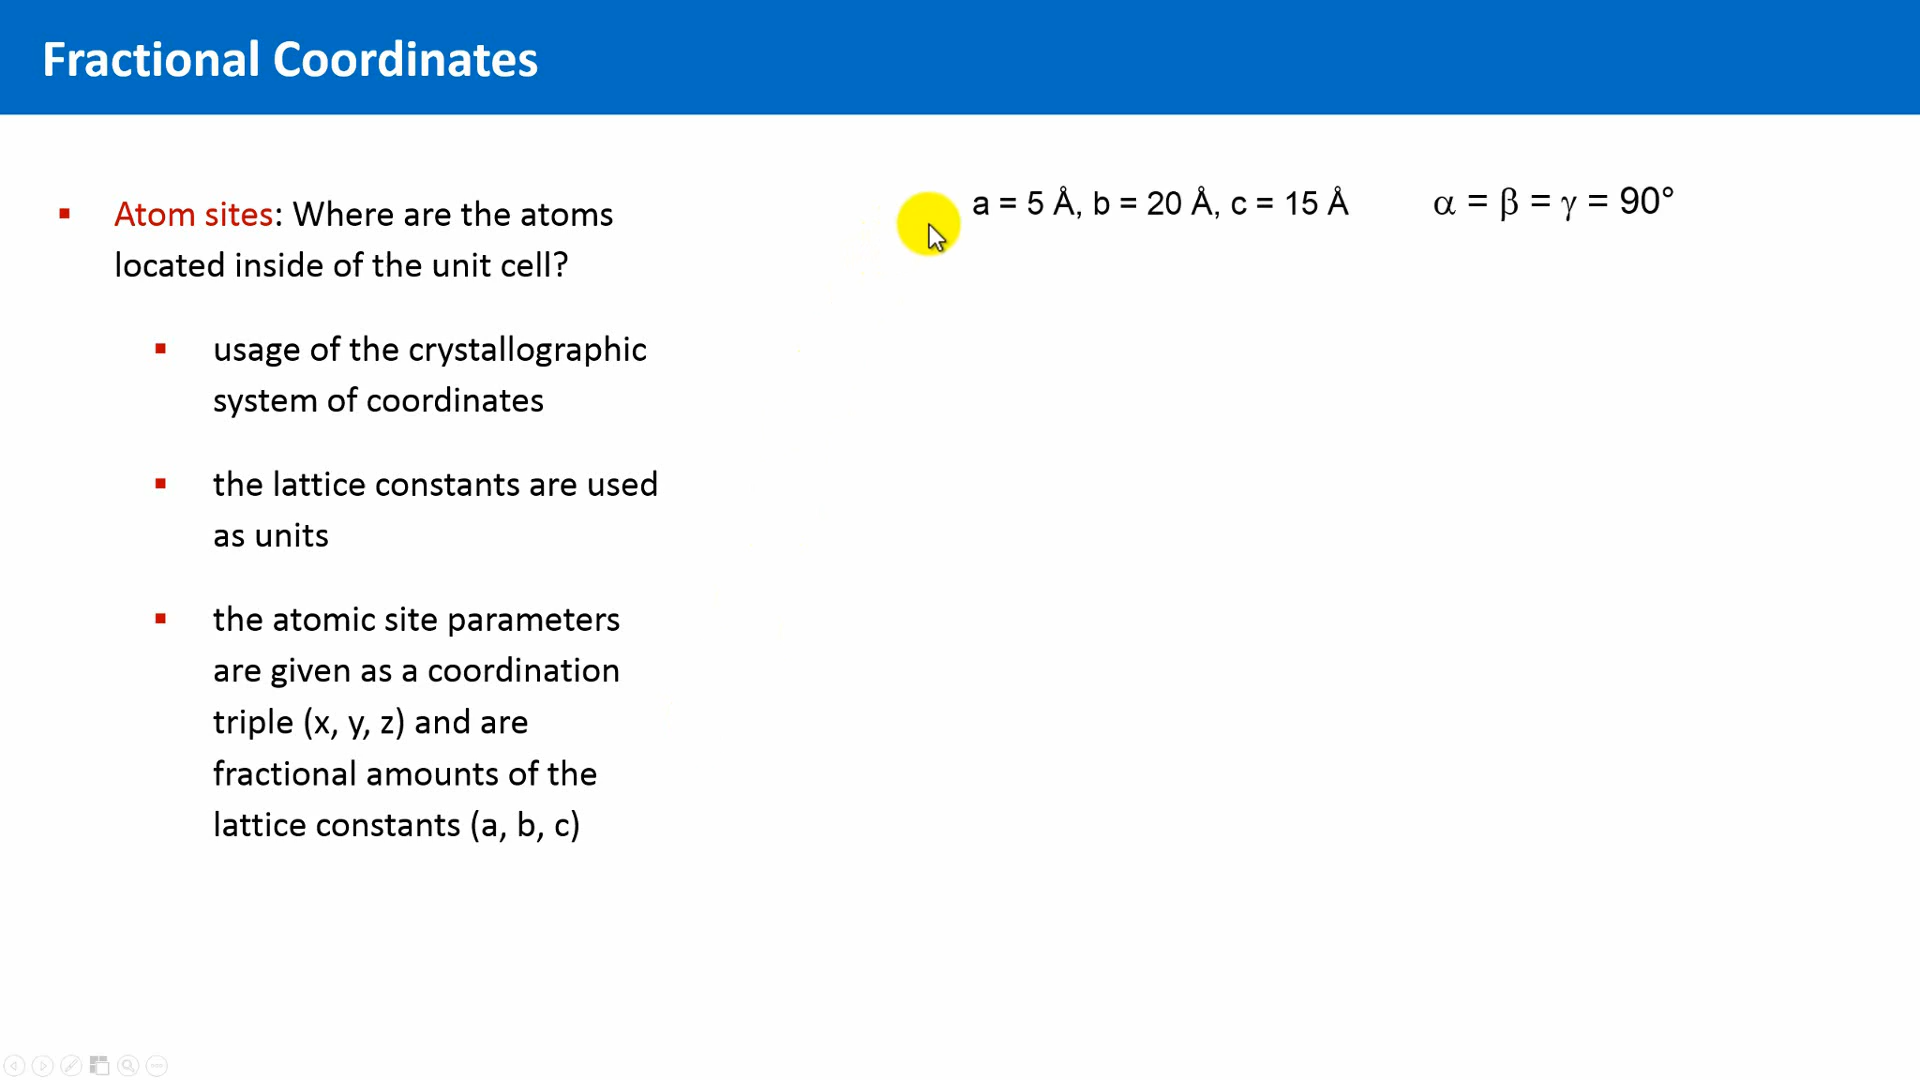 Fractional Coordinates
▪ Atom sites: Where are the atoms
located inside of the unit cell?
▪ usage of the crystallographic
system of coordinates
▪ the lattice constants are used
as units
▪ the atomic site parameters
are given as a coordination
triple (x, y, z) and are
fractional amounts of the
lattice constants (a, b, c)
a = 5 Å, b = 20 Å, c = 15 Å α = β = γ = 90°